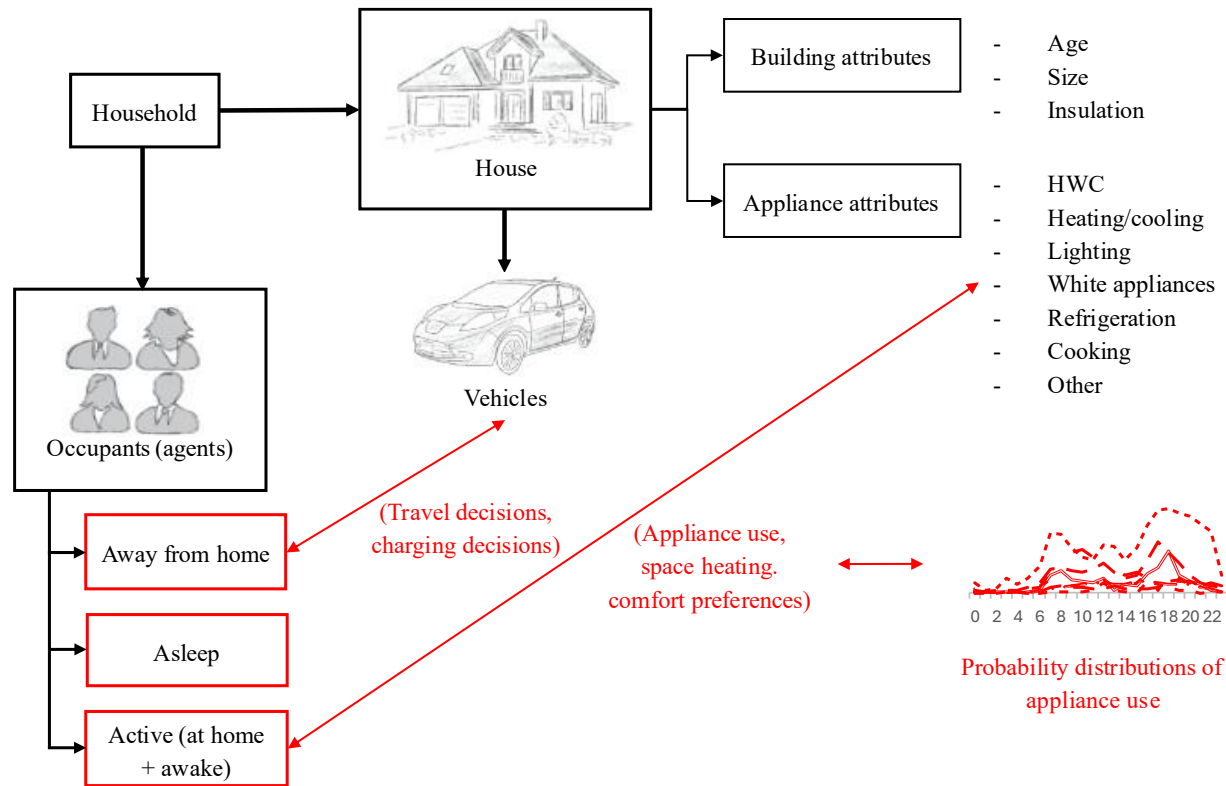 Household
House
Building attributes
- Age
- Size
- Insulation
Appliance attributes
- HWC
- Heating/cooling
- Lighting
- White appliances
- Refrigeration
- Cooking
- Other
Vehicles
Occupants (agents)
Away from home
Asleep
Active (at home
+ awake)
(Travel decisions,
charging decisions)
(Appliance use,
space heating.
comfort preferences)
0 2 4 6 8 10 12 14 16 18 20 22
Probability distributions of
appliance use